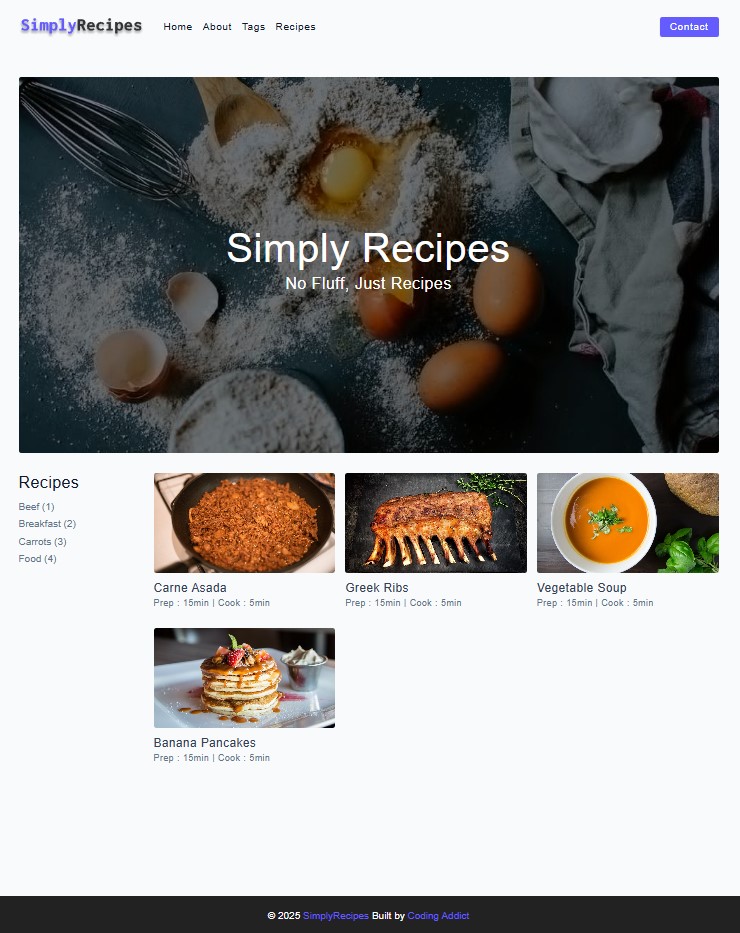 SimplyRecipes Home About Tags Recipes Contact
Simply Recipes
No Fluff, Just Recipes
Recipes
Beef (1)
Breakfast (2)
Carrots (3)
Food (4)
Carne Asada
Prep : 15min | Cook : 5min
Greek Ribs
Prep : 15min | Cook : 5min
Vegetable Soup
Prep : 15min | Cook : 5min
Banana Pancakes
Prep : 15min | Cook : 5min
© 2025 SimplyRecipes Built by Coding Addict